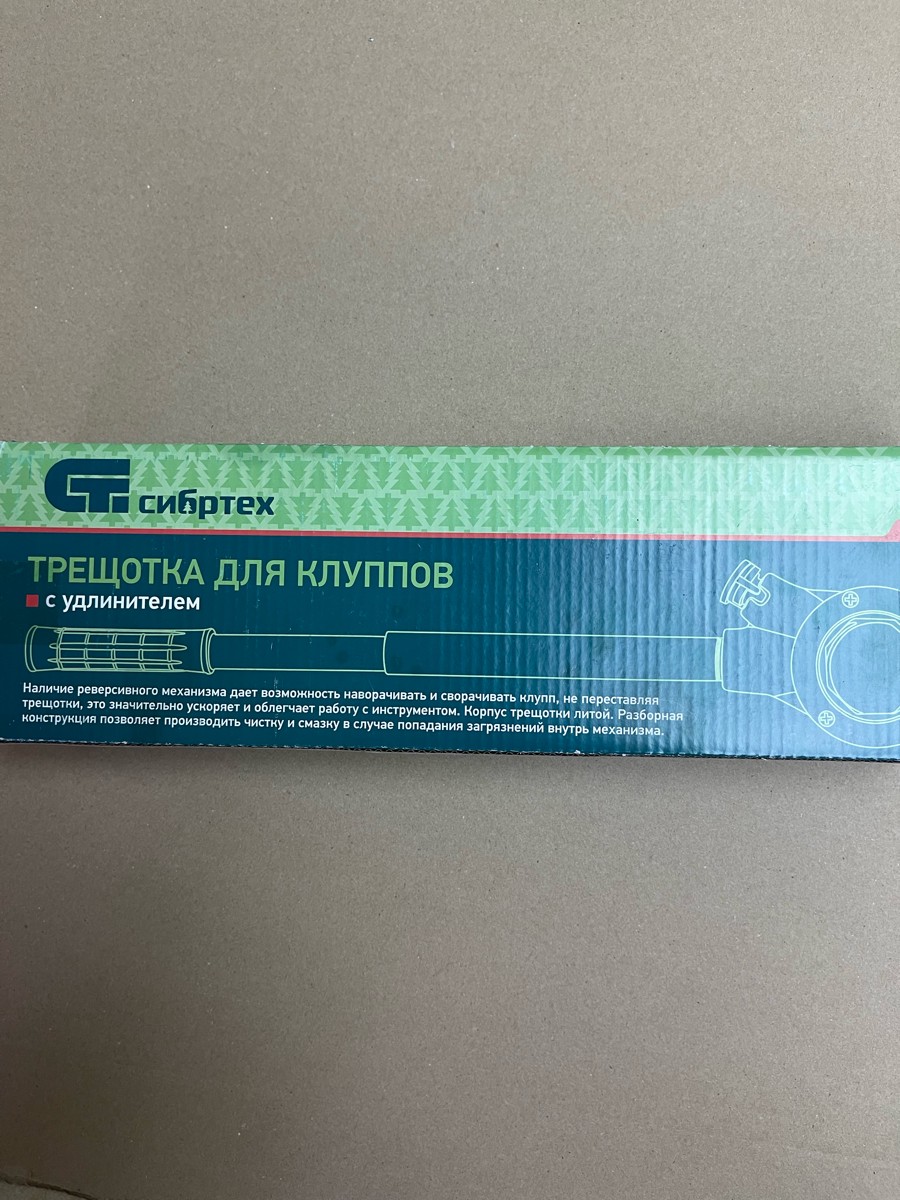 СТ сибртех
ТРЕЩОТКА ДЛЯ КЛУППОВ
с удлинителем
Наличие реверсивного механизма дает возможность наворачивать и сворачивать клупп, не переставляя
трещотки, это значительно ускоряет и облегчает работу с инструментом. Корпус трещотки литой. Разборная
конструкция позволяет производить чистку и смазку в случае попадания загрязнений внутрь механизма.